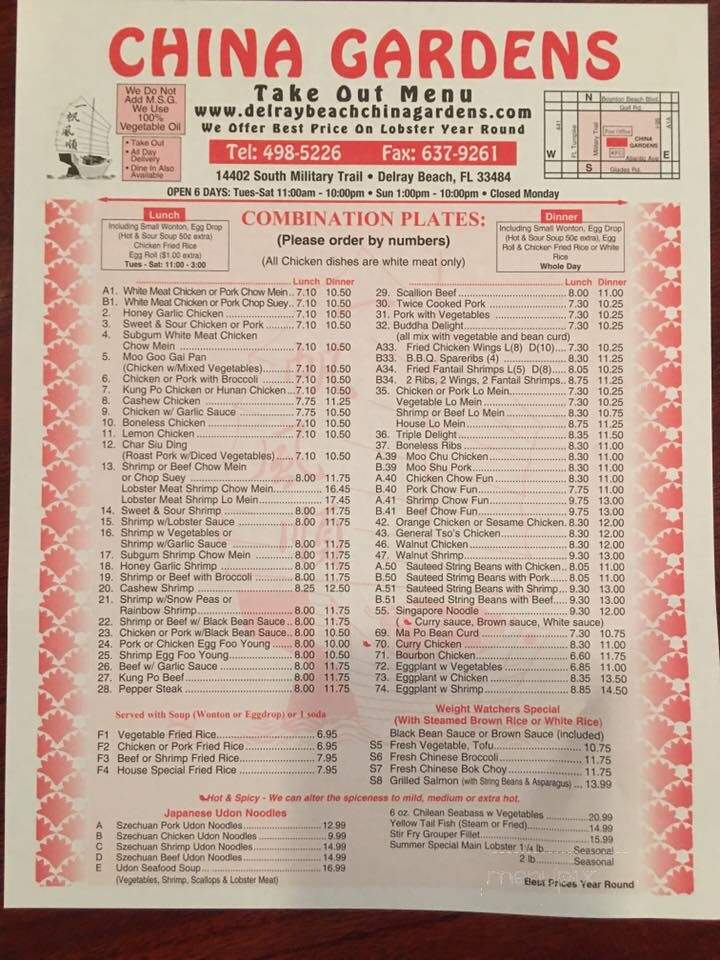 CHINA GARDENS
We Do Not
Add M.S.G.
We Use
100%
Vegetable Oil
• Take Out
• All Day
Delivery
• Dine In Also
Available
一帆風順
Take Out Menu
www.delraybeachchinagardens.com
We Offer Best Price On Lobster Year Round
Tel: 498-5226 Fax: 637-9261
14402 South Military Trail • Delray Beach, FL 33484
OPEN 6 DAYS: Tues-Sat 11:00am - 10:00pm • Sun 1:00pm - 10:00pm • Closed Monday
N
Boynton Beach Blvd.
Golf Rd.
441
FL Turnpike
Military Trail
I-95
A1A
Post Office
CHINA
GARDENS
KFC
Atlantic Ave
W
E
S
Glades Rd.
Lunch
Including Small Wonton, Egg Drop
(Hot & Sour Soup 50¢ extra)
Chicken Fried Rice
Egg Roll ($1.00 extra)
Tues - Sat: 11:00 - 3:00
COMBINATION PLATES:
(Please order by numbers)
(All Chicken dishes are white meat only)
Dinner
Including Small Wonton, Egg Drop
(Hot & Sour Soup 50¢ extra), Egg
Roll & Chicken Fried Rice or White
Rice
Whole Day
Lunch Dinner
A1. White Meat Chicken or Pork Chow Mein.. 7.10 10.50
B1. White Meat Chicken or Pork Chop Suey.. 7.10 10.50
2. Honey Garlic Chicken 7.10 10.50
3. Sweet & Sour Chicken or Pork 7.10 10.50
4. Subgum White Meat Chicken
Chow Mein 7.10 10.50
5. Moo Goo Gai Pan
(Chicken w/Mixed Vegetables) 7.10 10.50
6. Chicken or Pork with Broccoli 7.10 10.50
7. Kung Po Chicken or Hunan Chicken... 7.10 10.50
8. Cashew Chicken 7.75 11.25
9. Chicken w/ Garlic Sauce 7.75 10.50
10. Boneless Chicken 7.10 10.50
11. Lemon Chicken 7.10 10.50
12. Char Siu Ding
(Roast Pork w/Diced Vegetables) 7.10 10.50
13. Shrimp or Beef Chow Mein
or Chop Suey 8.00 11.75
Lobster Meat Shrimp Chow Mein 16.45
Lobster Meat Shrimp Lo Mein 17.45
14. Sweet & Sour Shrimp 8.00 11.75
15. Shrimp w/Lobster Sauce 8.00 11.75
16. Shrimp w Vegetables or
Shrimp w/Garlic Sauce 8.00 11.75
17. Subgum Shrimp Chow Mein 8.00 11.75
18. Honey Garlic Shrimp 8.00 11.75
19. Shrimp or Beef with Broccoli 8.00 11.75
20. Cashew Shrimp 8.25 12.50
21. Shrimp w/Snow Peas or
Rainbow Shrimp 8.00 11.75
22. Shrimp or Beef w/ Black Bean Sauce .. 8.00 11.75
23. Chicken or Pork w/Black Bean Sauce.. 8.00 10.50
24. Pork or Chicken Egg Foo Young 8.00 10.00
25. Shrimp Egg Foo Young 8.00 10.50
26. Beef w/ Garlic Sauce 8.00 11.75
27. Kung Po Beef 8.00 11.75
28. Pepper Steak 8.00 11.75
Lunch Dinner
29. Scallion Beef 8.00 11.00
30. Twice Cooked Pork 7.30 10.25
31. Pork with Vegetables 7.30 10.25
32. Buddha Delight 7.30 10.25
(all mix with vegetable and bean curd)
A33. Fried Chicken Wings L(8) D(10).... 7.30 10.25
B33. B.B.Q. Spareribs (4) 8.30 11.25
A34. Fried Fantail Shrimps L(5) D(8) 8.05 10.25
B34. 2 Ribs, 2 Wings, 2 Fantail Shrimps.. 8.75 11.25
35. Chicken or Pork Lo Mein 7.30 10.25
Vegetable Lo Mein 7.30 10.25
Shrimp or Beef Lo Mein 8.30 10.75
House Lo Mein 8.75 11.25
36. Triple Delight 8.35 11.50
37. Boneless Ribs 8.30 11.00
A.39 Moo Chu Chicken 8.30 11.00
B.39 Moo Shu Pork 8.30 11.00
A.40 Chicken Chow Fun 8.30 11.00
B.40 Pork Chow Fun 7.75 11.00
A.41 Shrimp Chow Fun 9.75 13.00
B.41 Beef Chow Fun 9.75 13.00
42. Orange Chicken or Sesame Chicken. 8.30 12.00
43. General Tso's Chicken 8.30 12.00
46. Walnut Chicken 8.30 12.00
47. Walnut Shrimp 9.30 13.00
A.50 Sauteed String Beans with Chicken.. 8.05 11.00
B.50 Sauteed Strimg Beans with Pork..... 8.05 11.00
A.51 Sauteed String Beans with Shrimp... 9.30 13.00
B.51 Sauteed String Beans with Beef..... 9.30 13.00
55. Singapore Noodle 9.30 12.00
( Curry sauce, Brown sauce, White sauce)
69. Ma Po Bean Curd 7.30 10.75
70. Curry Chicken 8.30 11.00
71. Bourbon Chicken 6.60 11.75
72. Eggplant w Vegetables 6.85 11.00
73. Eggplant w Chicken 8.35 13.50
74. Eggplant w Shrimp 8.85 14.50
Served with Soup (Wonton or Eggdrop) or 1 soda
F1 Vegetable Fried Rice 6.95
F2 Chicken or Pork Fried Rice 6.95
F3 Beef or Shrimp Fried Rice 7.95
F4 House Special Fried Rice 7.95
Weight Watchers Special
(With Steamed Brown Rice or White Rice)
Black Bean Sauce or Brown Sauce (included)
S5 Fresh Vegetable, Tofu 10.75
S6 Fresh Chinese Broccoli 11.75
S7 Fresh Chinese Bok Choy 11.75
S8 Grilled Salmon (with String Beans & Asparagus) ... 13.99
Hot & Spicy - We can alter the spiceness to mild, medium or extra hot.
Japanese Udon Noodles
A Szechuan Pork Udon Noodles 12.99
B Szechuan Chicken Udon Noodles 9.99
C Szechuan Shrimp Udon Noodles 14.99
D Szechuan Beef Udon Noodles 14.99
E Udon Seafood Soup 16.99
(Vegetables, Shrimp, Scallops & Lobster Meat)
6 oz. Chilean Seabass w Vegetables 20.99
Yellow Tail Fish (Steam or Fried) 14.99
Stir Fry Grouper Fillet 15.99
Summer Special Main Lobster 1 1/4 lb. Seasonal
2 lb. Seasonal
Best Prices Year Round